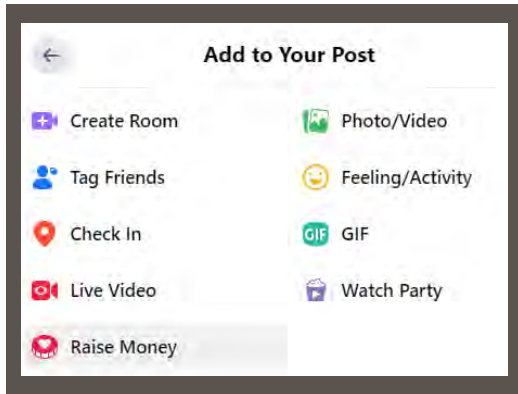 Add to Your Post
Create Room
Photo/Video
Tag Friends
Feeling/Activity
Check In
GIF GIF
Live Video
Watch Party
Raise Money